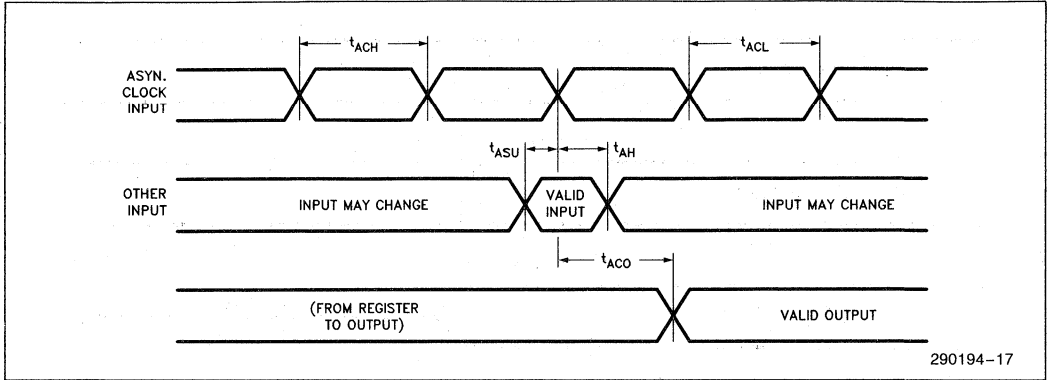 tACH
tACL
ASYN.
CLOCK
INPUT
tASU
tAH
OTHER
INPUT
INPUT MAY CHANGE
VALID
INPUT
INPUT MAY CHANGE
tACO
(FROM REGISTER
TO OUTPUT)
VALID OUTPUT
290194-17